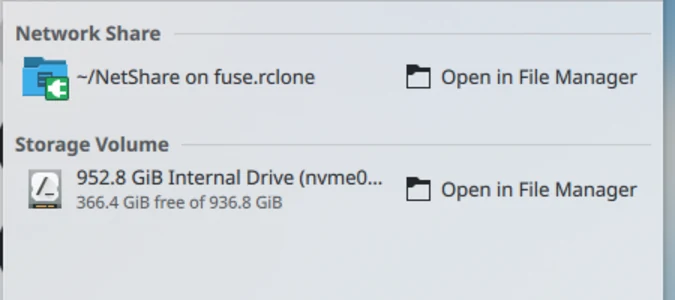 Network Share
~/NetShare on fuse.rclone
Open in File Manager
Storage Volume
952.8 GiB Internal Drive (nvme0...
366.4 GiB free of 936.8 GiB
Open in File Manager